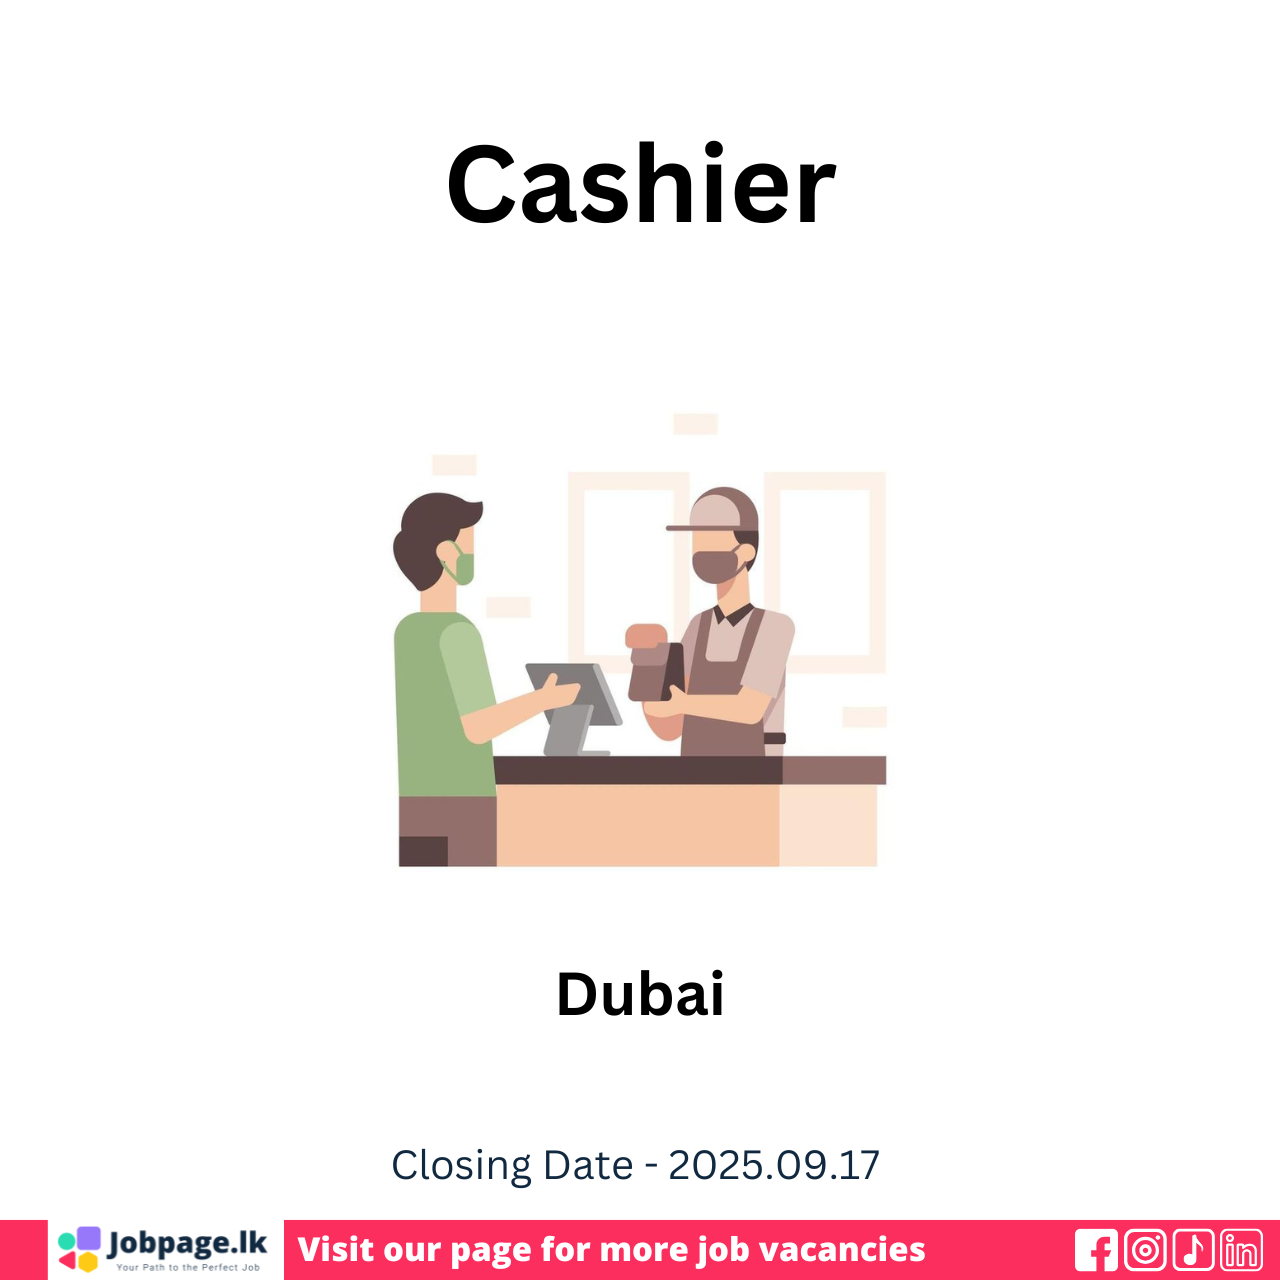 Cashier
Dubai
Closing Date - 2025.09.17
Jobpage.lk
Your Path to the Perfect Job
Visit our page for more job vacancies